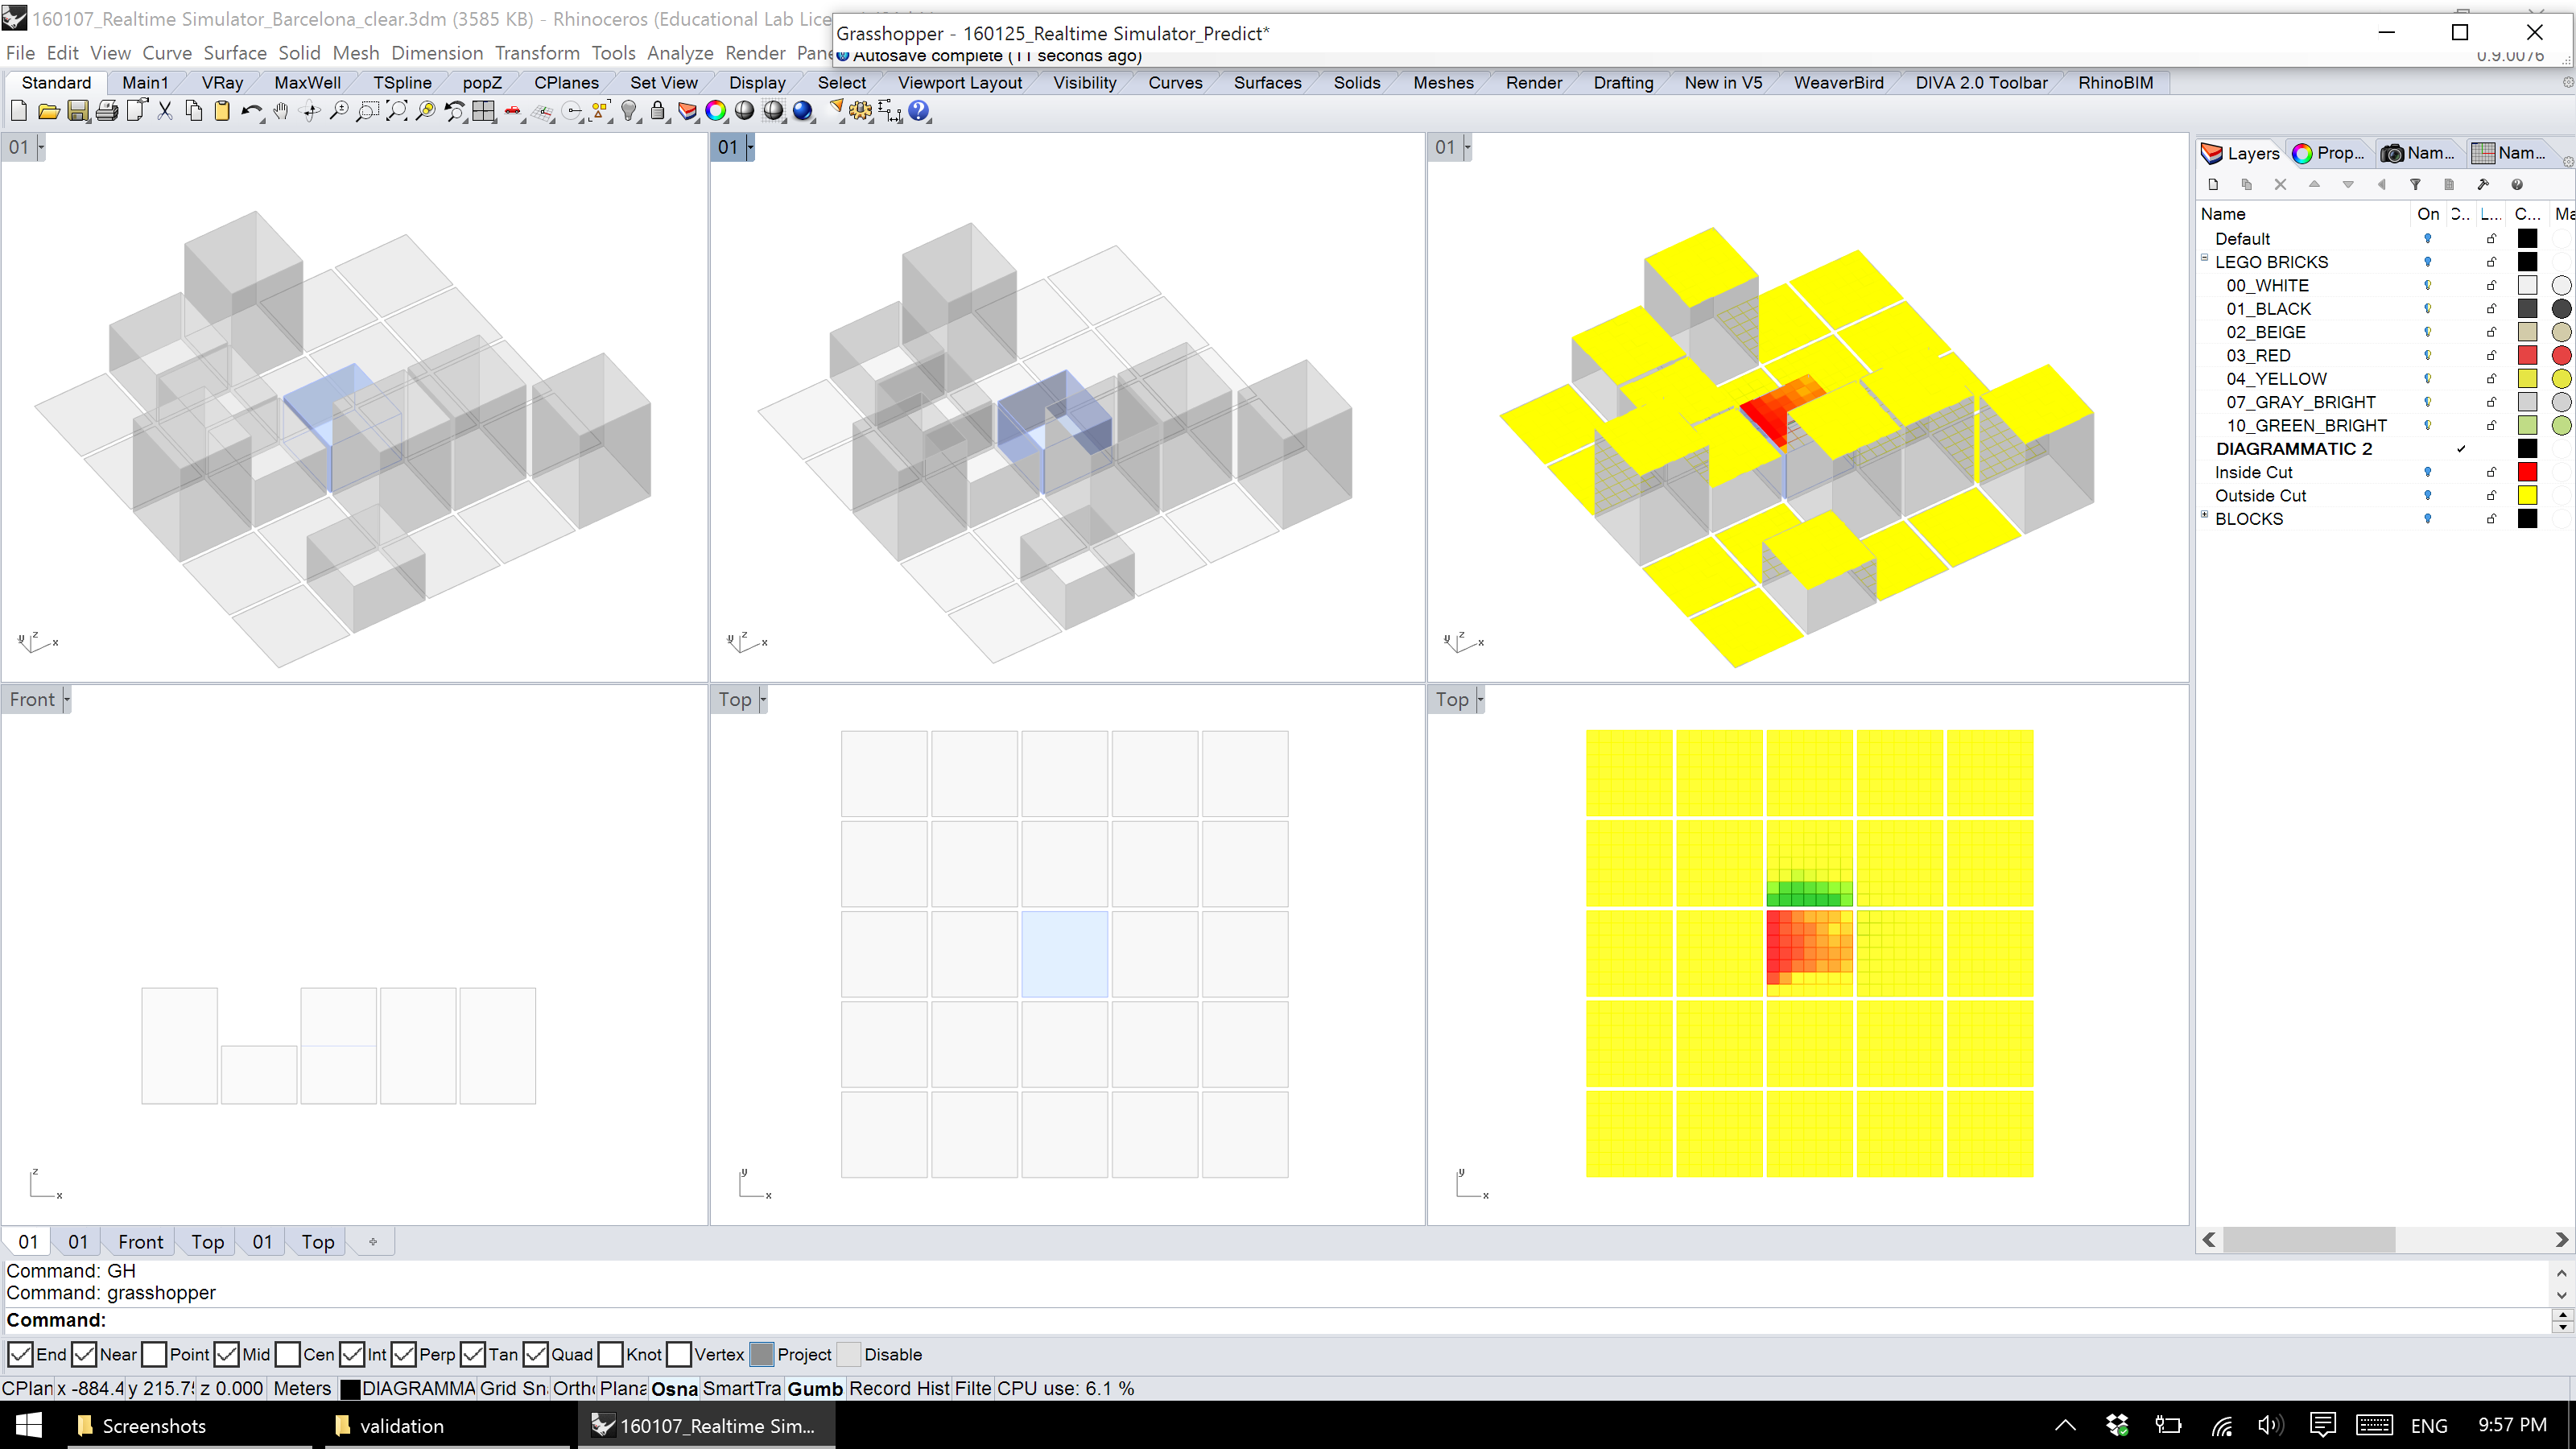 160107_Realtime Simulator_Barcelona_clear.3dm (3585 KB) - Rhinoceros (Educational Lab Lice
Grasshopper - 160125_Realtime Simulator_Predict*
File Edit View Curve Surface Solid Mesh Dimension Transform Tools Analyze Render Pane
Autosave complete (11 seconds ago)
0.9.0076
Standard Main1 VRay MaxWell TSpline popZ CPlanes Set View Display Select Viewport Layout Visibility Curves Surfaces Solids Meshes Render Drafting New in V5 WeaverBird DIVA 2.0 Toolbar RhinoBIM
01 01 01
Layers Prop... Nam... Nam...
Name On L... C... Ma
Default
LEGO BRICKS
00_WHITE
01_BLACK
02_BEIGE
03_RED
04_YELLOW
07_GRAY_BRIGHT
10_GREEN_BRIGHT
DIAGRAMMATIC 2
Inside Cut
Outside Cut
BLOCKS
y z x y z x y z x
Front Top Top
z x y x y x
01 01 Front Top 01 Top
Command: GH
Command: grasshopper
Command:
End Near Point Mid Cen Int Perp Tan Quad Knot Vertex Project Disable
CPlan x -884.4 y 215.7 z 0.000 Meters DIAGRAMMA Grid Sn Ortho Plana Osna SmartTra Gumb Record Hist Filte CPU use: 6.1 %
Screenshots validation 160107_Realtime Sim... ENG 9:57 PM